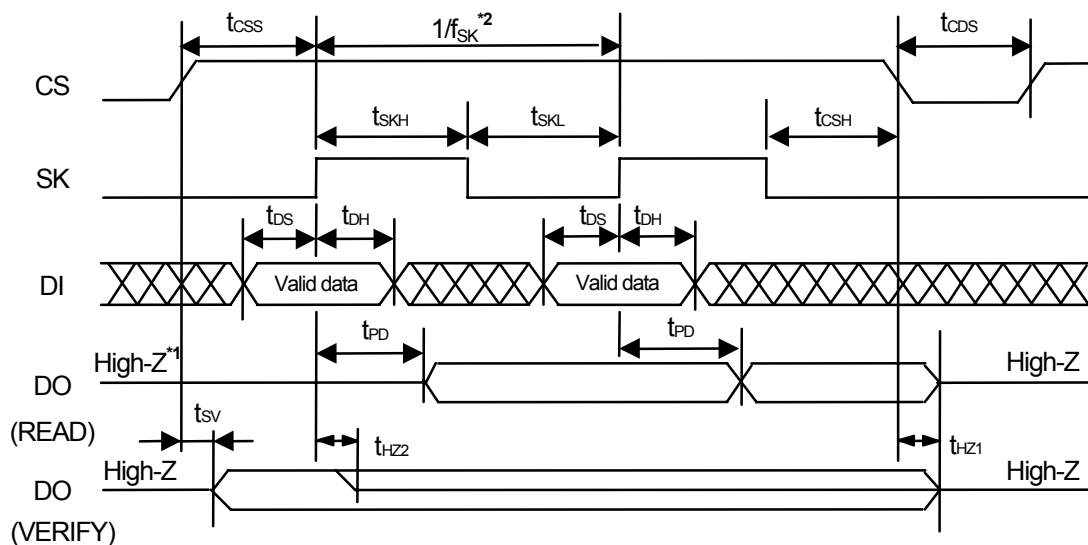 tCSS 1/fSK*2 tCDS
CS
tSKH tSKL tCSH
SK
tDS tDH tDS tDH
DI Valid data Valid data
tPD tPD
High-Z*1 High-Z
DO
(READ)
tSV tHZ2 tHZ1
High-Z High-Z
DO
(VERIFY)